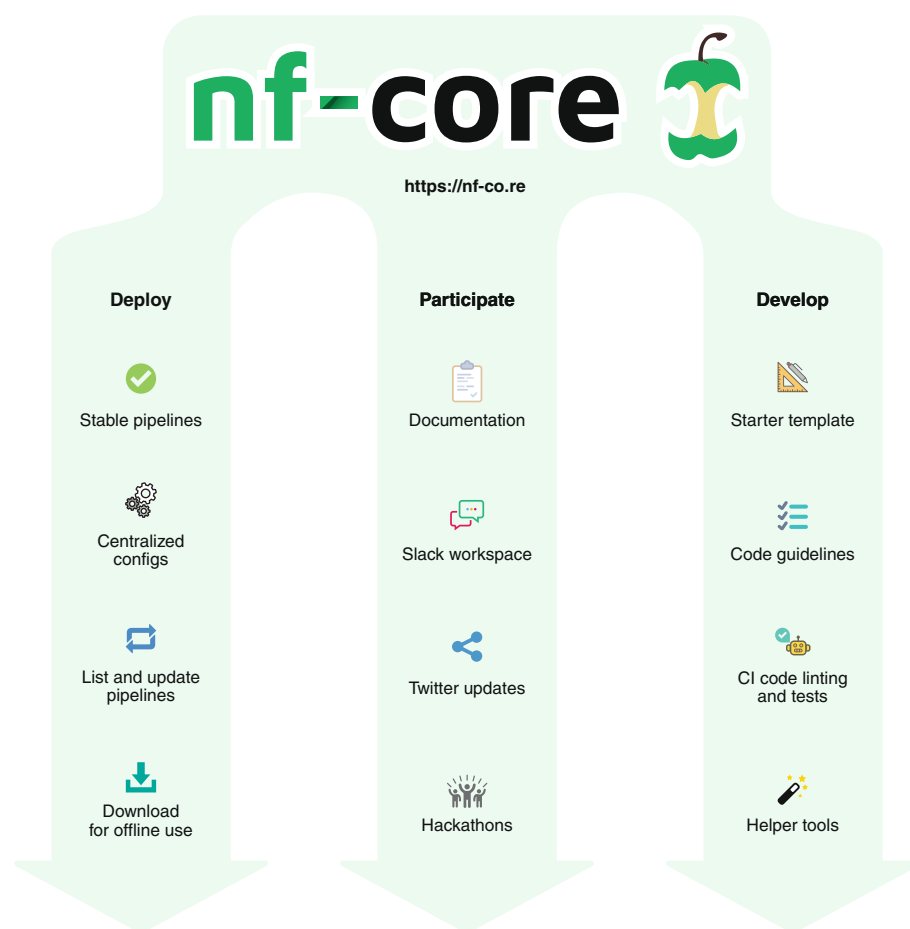 nf-core
https://nf-co.re
Deploy
Stable pipelines
Centralized
configs
List and update
pipelines
Download
for offline use
Participate
Documentation
Slack workspace
Twitter updates
Hackathons
Develop
Starter template
Code guidelines
CI code linting
and tests
Helper tools